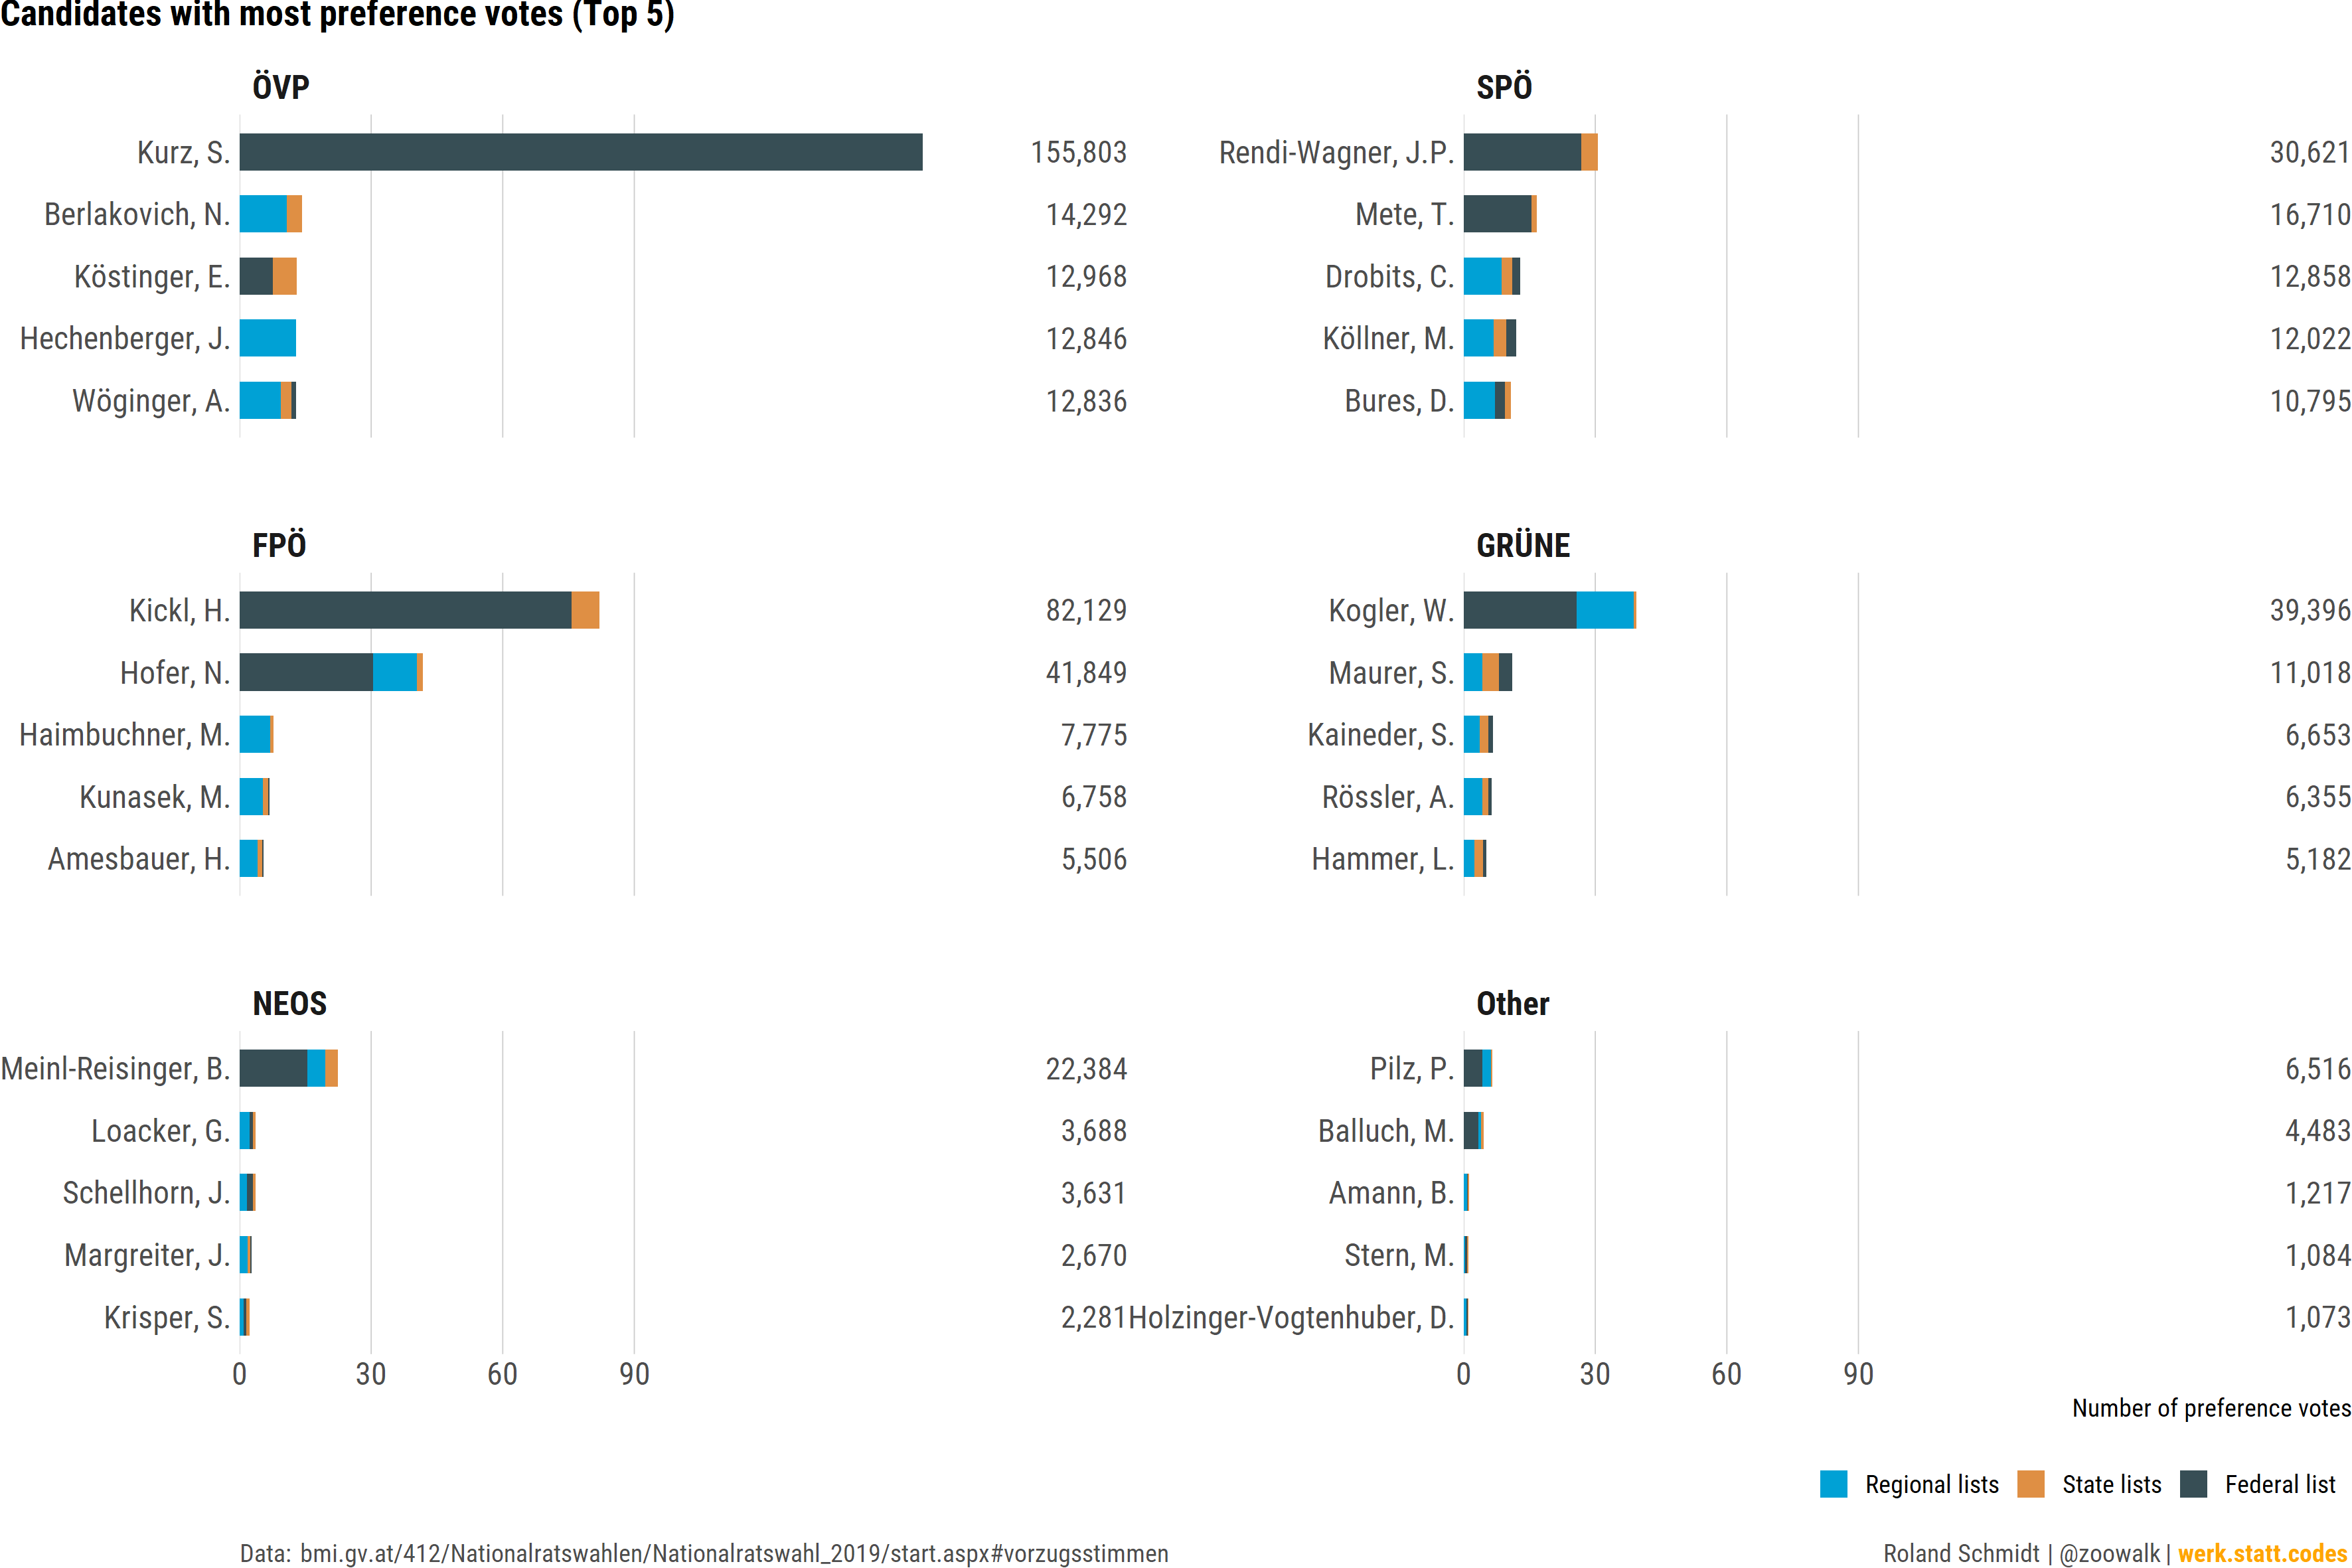 Candidates with most preference votes (Top 5)
ÖVP
Kurz, S. 155,803
Berlakovich, N. 14,292
Köstinger, E. 12,968
Hechenberger, J. 12,846
Wöginger, A. 12,836
SPÖ
Rendi-Wagner, J.P. 30,621
Mete, T. 16,710
Drobits, C. 12,858
Köllner, M. 12,022
Bures, D. 10,795
FPÖ
Kickl, H. 82,129
Hofer, N. 41,849
Haimbuchner, M. 7,775
Kunasek, M. 6,758
Amesbauer, H. 5,506
GRÜNE
Kogler, W. 39,396
Maurer, S. 11,018
Kaineder, S. 6,653
Rössler, A. 6,355
Hammer, L. 5,182
NEOS
Meinl-Reisinger, B. 22,384
Loacker, G. 3,688
Schellhorn, J. 3,631
Margreiter, J. 2,670
Krisper, S. 2,281
0 30 60 90
Other
Pilz, P. 6,516
Balluch, M. 4,483
Amann, B. 1,217
Stern, M. 1,084
Holzinger-Vogtenhuber, D. 1,073
0 30 60 90
Number of preference votes
Regional lists State lists Federal list
Data: bmi.gv.at/412/Nationalratswahlen/Nationalratswahl_2019/start.aspx#vorzugsstimmen
Roland Schmidt | @zoowalk | werk.statt.codes